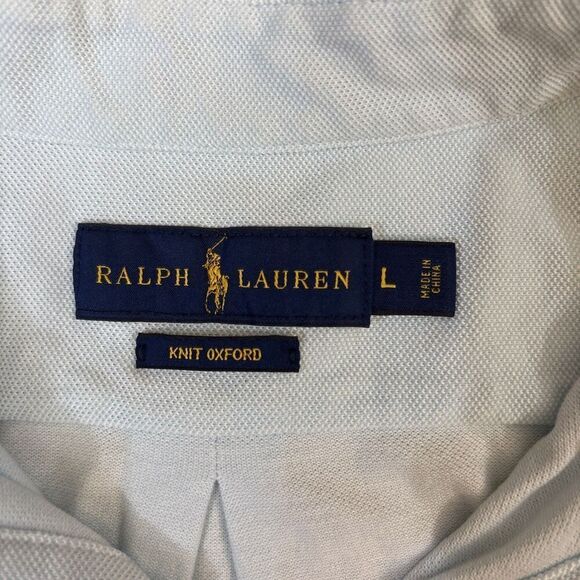 RALPH LAUREN
L
MADE IN
CHINA
KNIT OXFORD